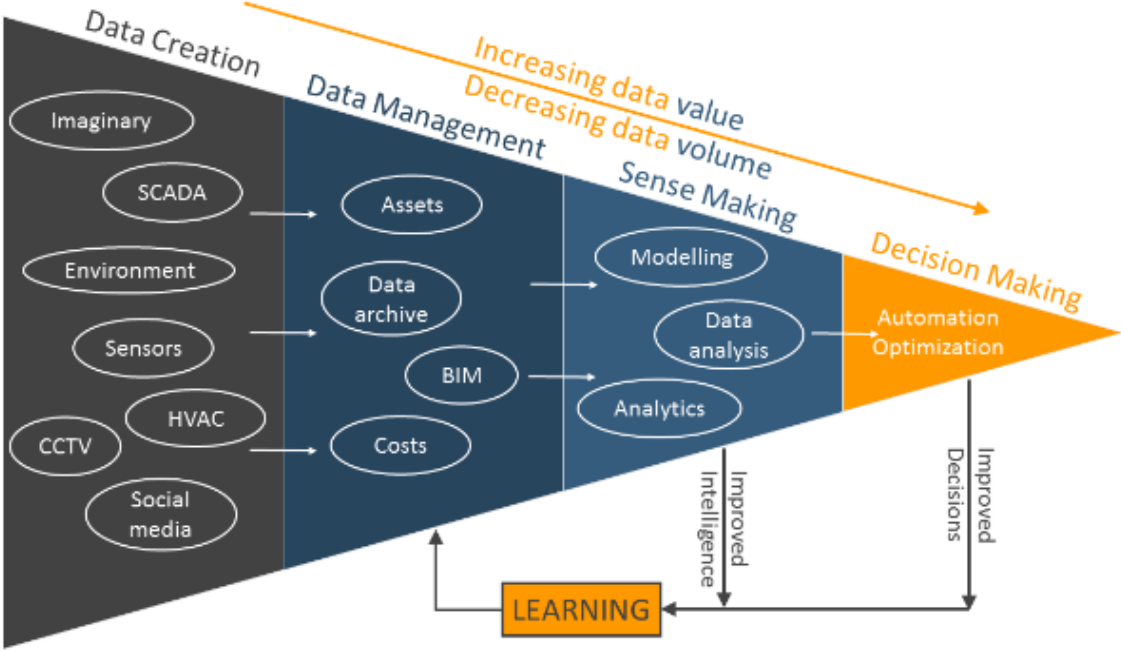 Data Creation
Imaginary
SCADA
Environment
Sensors
HVAC
CCTV
Social
media
Data Management
Assets
Data
archive
BIM
Costs
Increasing data value
Decreasing data volume
Sense Making
Modelling
Data
analysis
Analytics
Decision Making
Automation
Optimization
Improved
Intelligence
Improved
Decisions
LEARNING